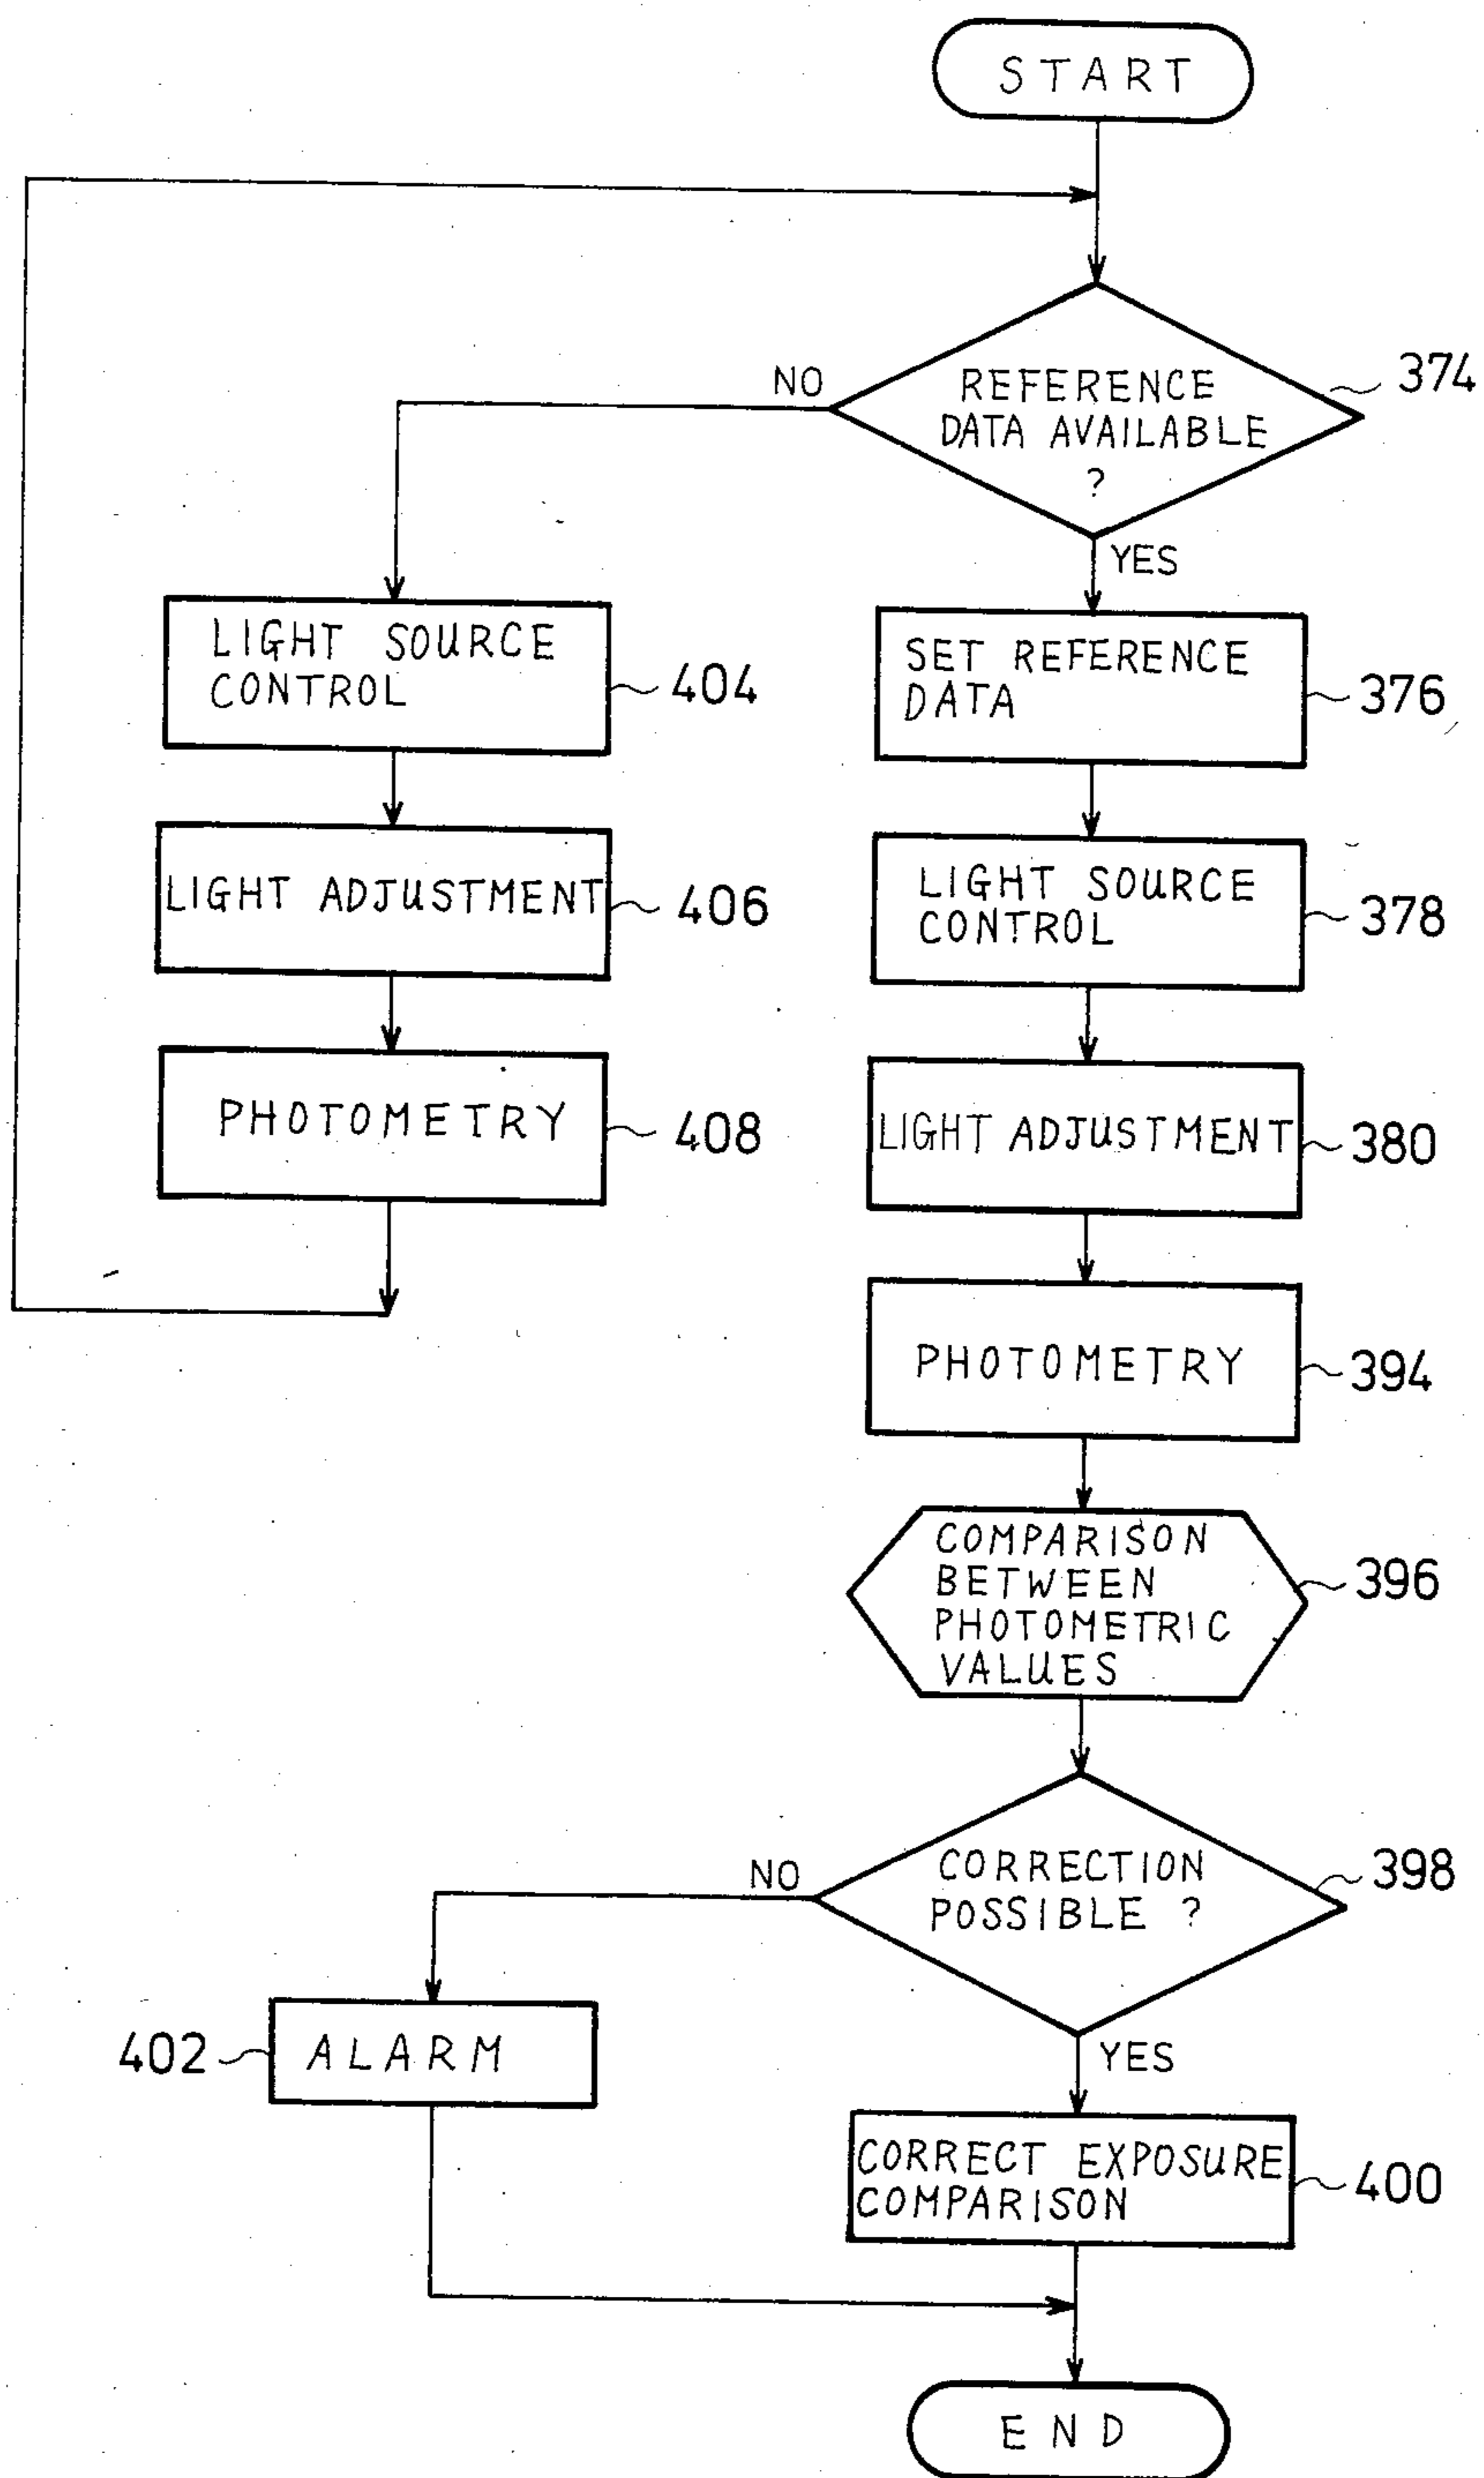 START
REFERENCE
DATA AVAILABLE
?
374
NO
YES
LIGHT SOURCE
CONTROL
404
SET REFERENCE
DATA
376
LIGHT ADJUSTMENT
406
LIGHT SOURCE
CONTROL
378
PHOTOMETRY
408
LIGHT ADJUSTMENT
380
PHOTOMETRY
394
COMPARISON
BETWEEN
PHOTOMETRIC
VALUES
396
CORRECTION
POSSIBLE ?
398
NO
YES
402
ALARM
CORRECT EXPOSURE
COMPARISON
400
END